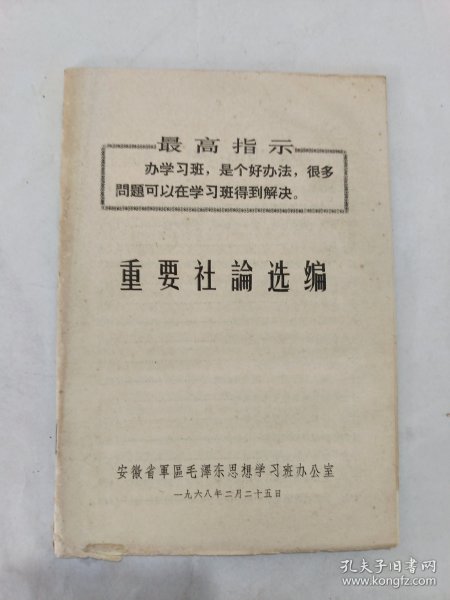 最高指示
办学习班，是个好办法，很多
問題可以在学习班得到解决。
重要社論选编
安徽省軍區毛澤东思想学习班办公室
一九六八年二月二十五日
孔夫子旧书网
www.kongfz.com